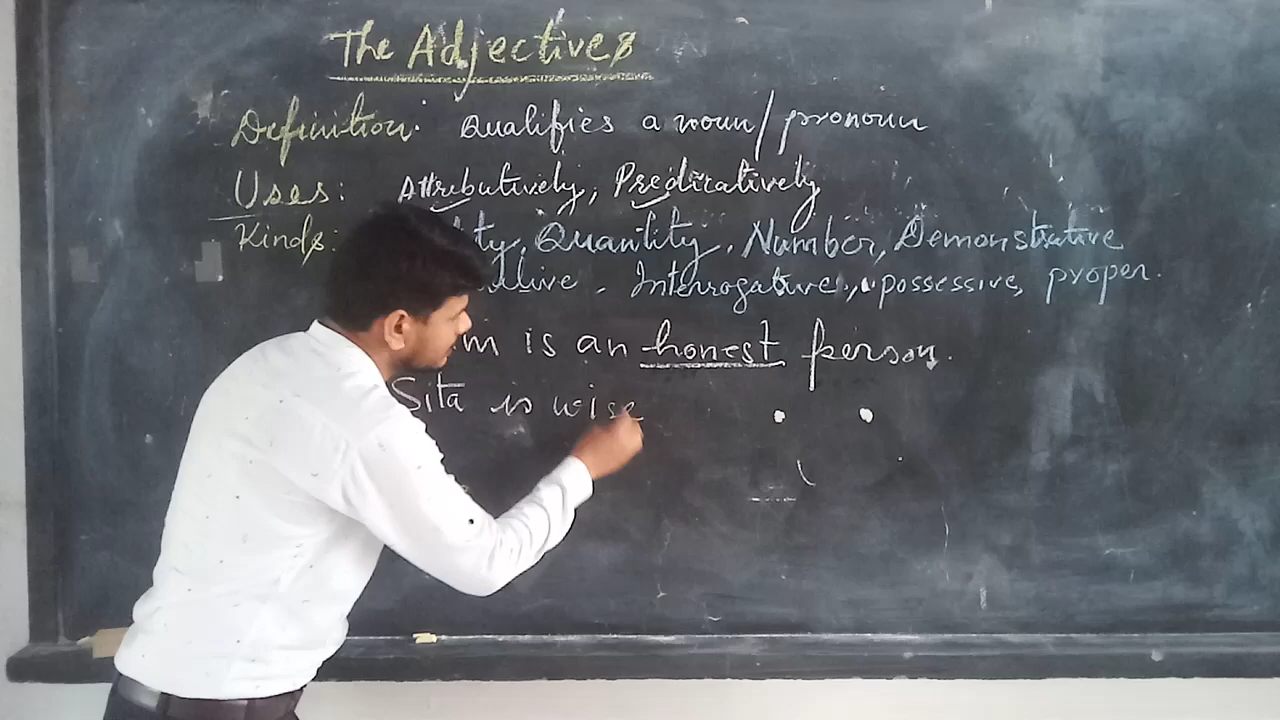 The Adjectives
Definition: Qualifies a noun/pronoun
Uses: Attributively, Predicatively
Kinds: Quantity, Number, Demonstrative
Interrogative, possessive, proper.
is an honest person.
Sita is wise